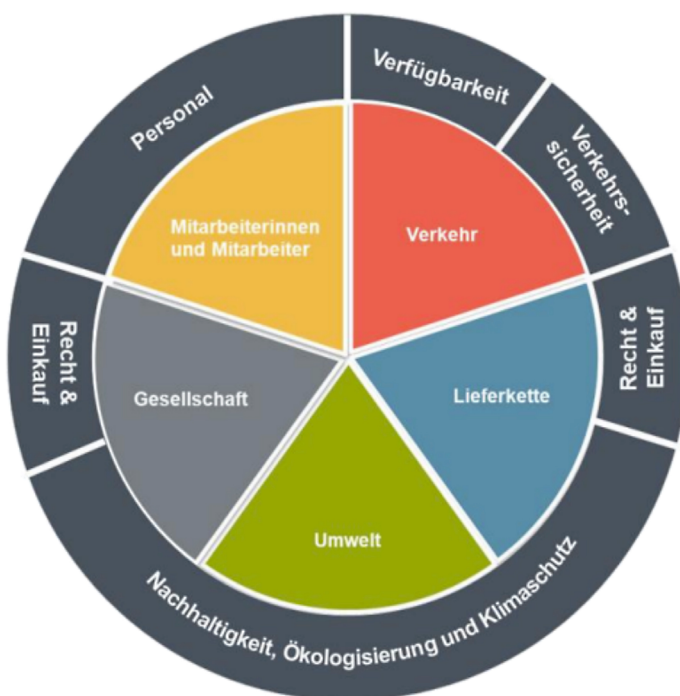 Verfügbarkeit
Verkehrs-
sicherheit
Personal
Mitarbeiterinnen
und Mitarbeiter
Verkehr
Recht &
Einkauf
Recht &
Einkauf
Gesellschaft
Lieferkette
Umwelt
Nachhaltigkeit, Ökologisierung und Klimaschutz